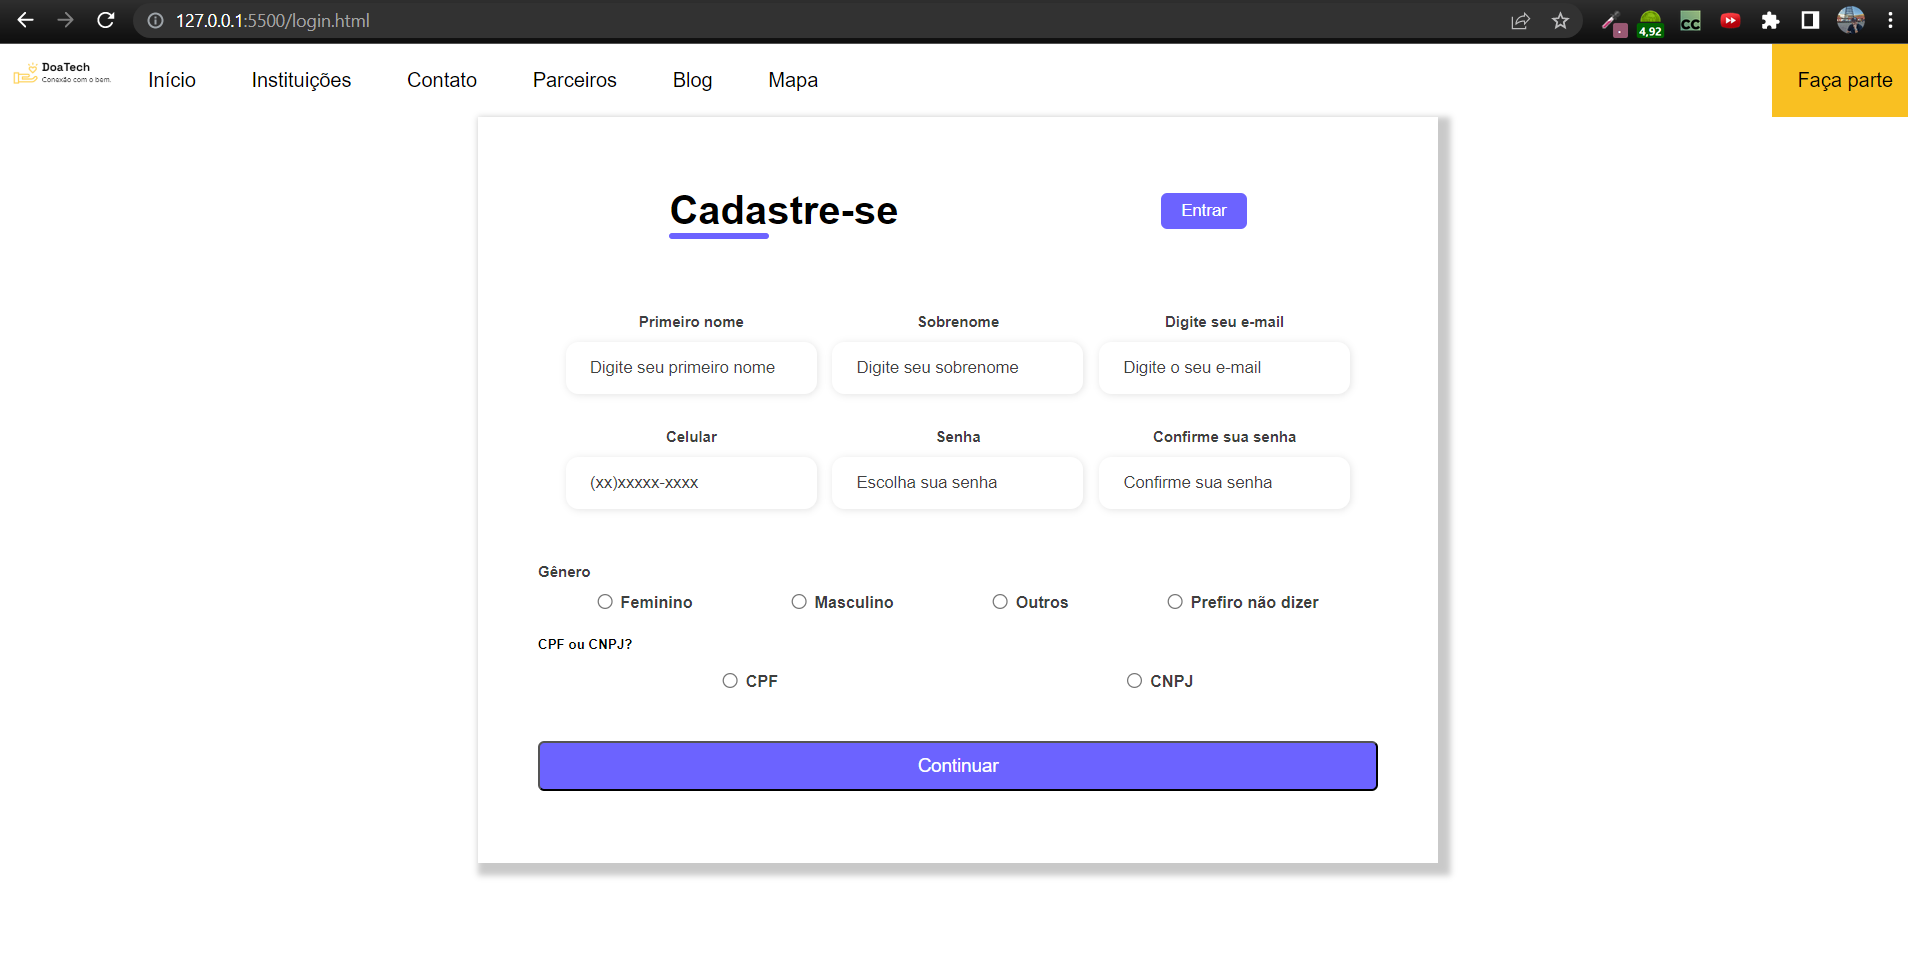 127.0.0.1:5500/login.html
4,92
CC
DoaTech
Conexão com o bem.
Início Instituições Contato Parceiros Blog Mapa Faça parte
Cadastre-se Entrar
Primeiro nome Sobrenome Digite seu e-mail
Digite seu primeiro nome Digite seu sobrenome Digite o seu e-mail
Celular Senha Confirme sua senha
(xx)xxxxx-xxxx Escolha sua senha Confirme sua senha
Gênero
Feminino Masculino Outros Prefiro não dizer
CPF ou CNPJ?
CPF CNPJ
Continuar